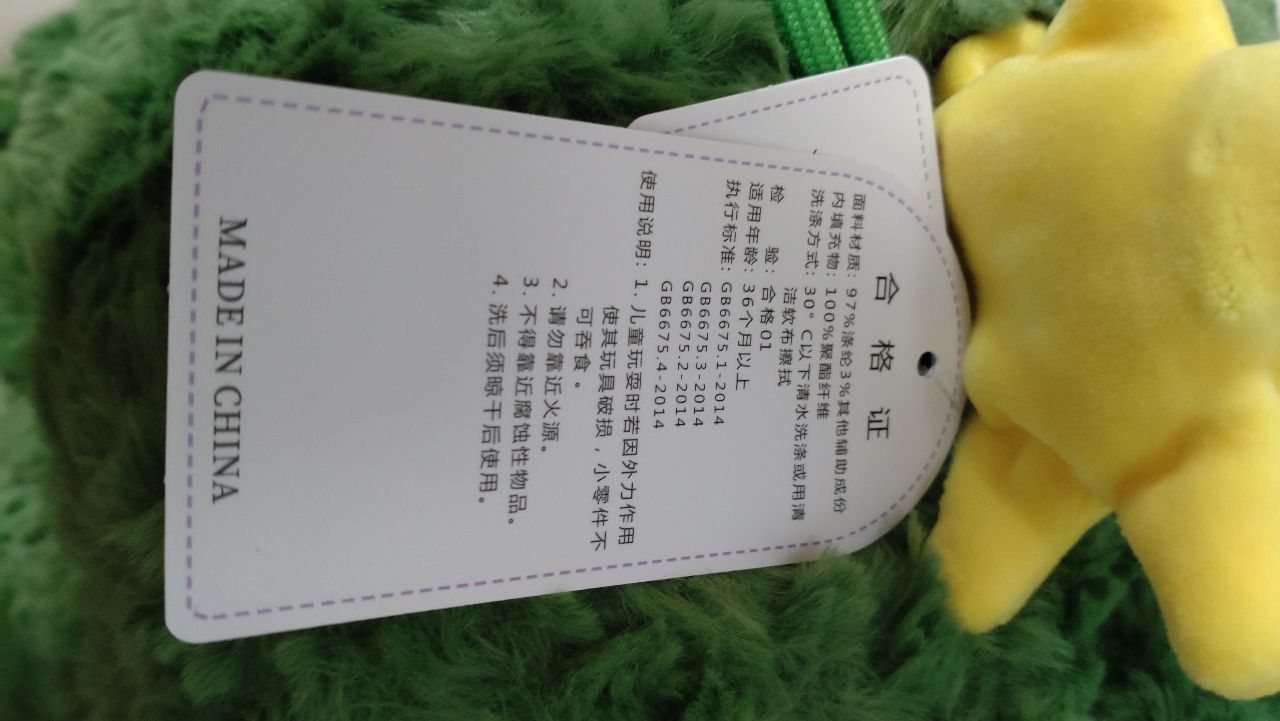 合格证
面料材质：97%涤纶3%其他辅助成份
内填充物：100%聚酯纤维
洗涤方式：30°C以下清水洗涤或用清
洁软布擦拭
检 验：合格01
适用年龄：36个月以上
执行标准：GB6675.1-2014
GB6675.3-2014
GB6675.2-2014
GB6675.4-2014
使用说明：1. 儿童玩耍时若因外力作用
使其玩具破损，小零件不
可吞食。
2. 请勿靠近火源。
3. 不得靠近腐蚀性物品。
4. 洗后须晾干后使用。
MADE IN CHINA